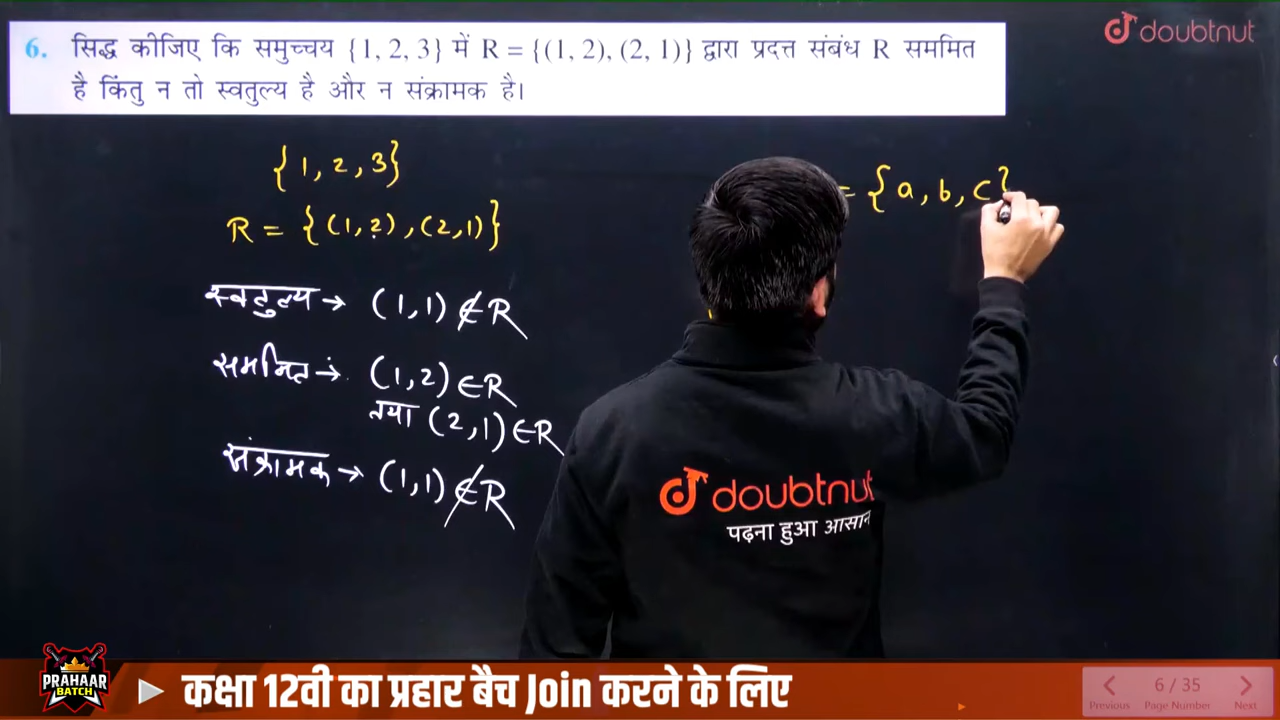 6. सिद्ध कीजिए कि समुच्चय {1, 2, 3} में R = {(1, 2), (2, 1)} द्वारा प्रदत्त संबंध R सममित
है किंतु न तो स्वतुल्य है और न संक्रामक है।
doubtnut
{1, 2, 3}
R = {(1,2), (2,1)}
स्वतुल्य → (1,1) ∉ R
सममित → (1,2) ∈ R
तथा (2,1) ∈ R
संक्रामक → (1,1) ∉ R
= {a, b, c}
doubtnut
पढ़ना हुआ आसान
PRAHAAR
BATCH
कक्षा 12वी का प्रहार बैच Join करने के लिए
6 / 35
Previous Page Number Next